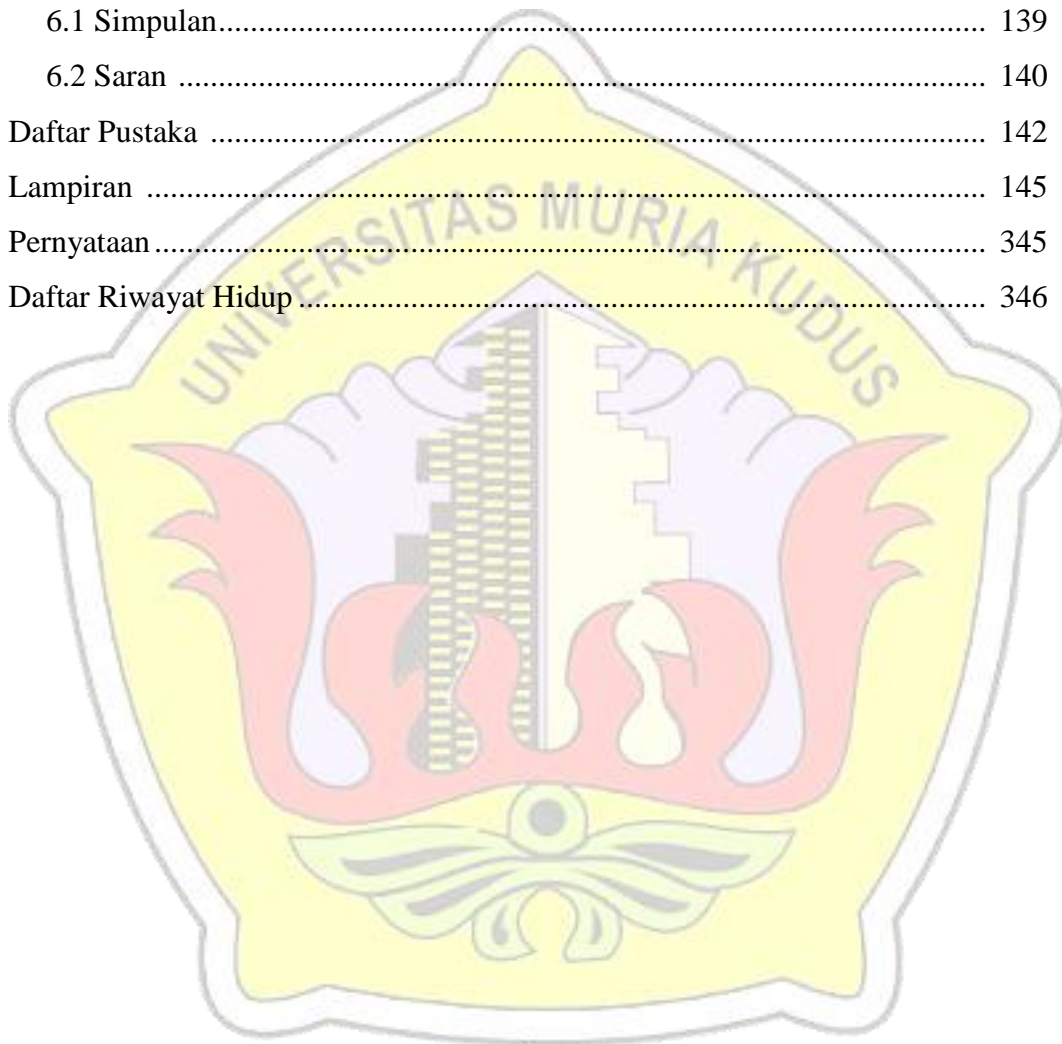 6.1 Simpulan.................................................................................................. 139
6.2 Saran ...................................................................................................... 140
Daftar Pustaka .................................................................................................. 142
Lampiran .......................................................................................................... 145
Pernyataan......................................................................................................... 345
Daftar Riwayat Hidup....................................................................................... 346
UNIVERSITAS MURIA KUDUS